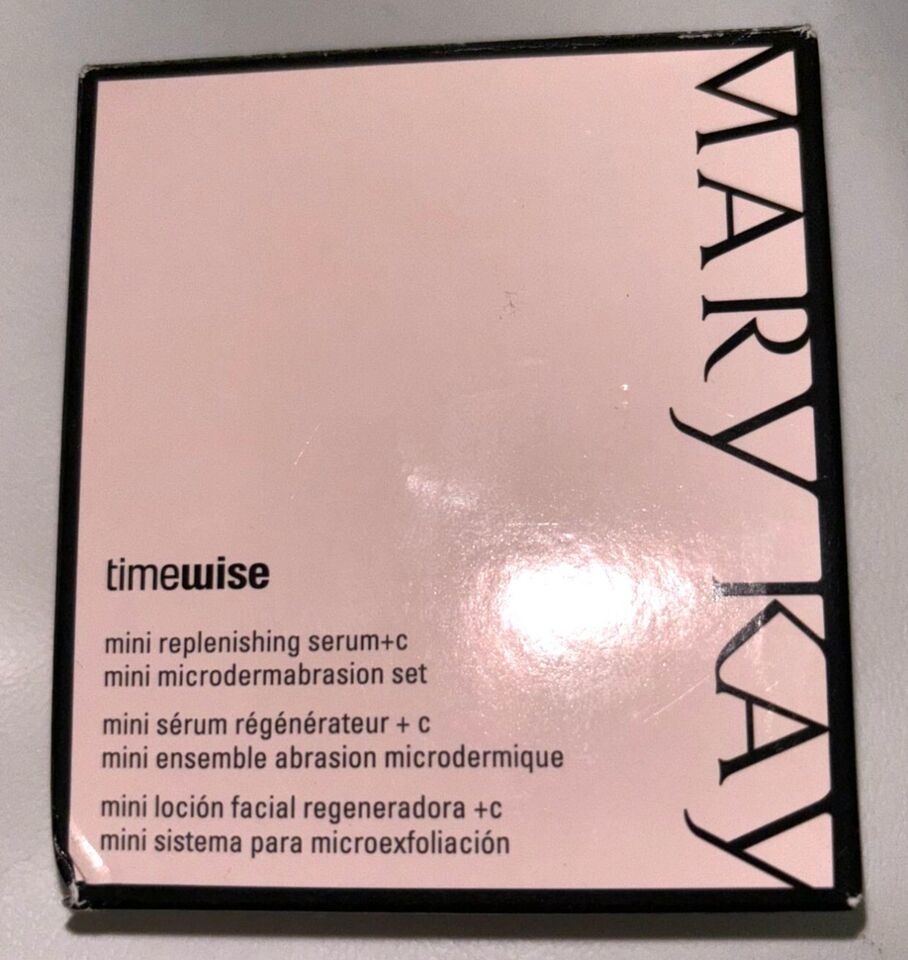 MARY KAY
timewise
mini replenishing serum+c
mini microdermabrasion set
mini sérum régénérateur + c
mini ensemble abrasion microdermique
mini loción facial regeneradora +c
mini sistema para microexfoliación